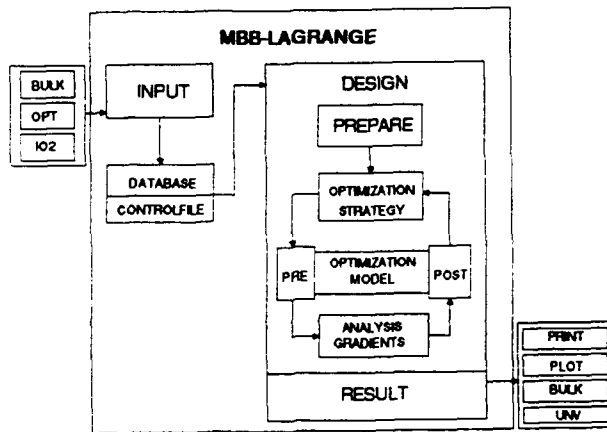 MBB-LAGRANGE
BULK
OPT
IO2
INPUT
DATABASE
CONTROLFILE
DESIGN
PREPARE
OPTIMIZATION
STRATEGY
PRE
OPTIMIZATION
MODEL
POST
ANALYSIS
GRADIENTS
RESULT
PRINT
PLOT
BULK
UNV